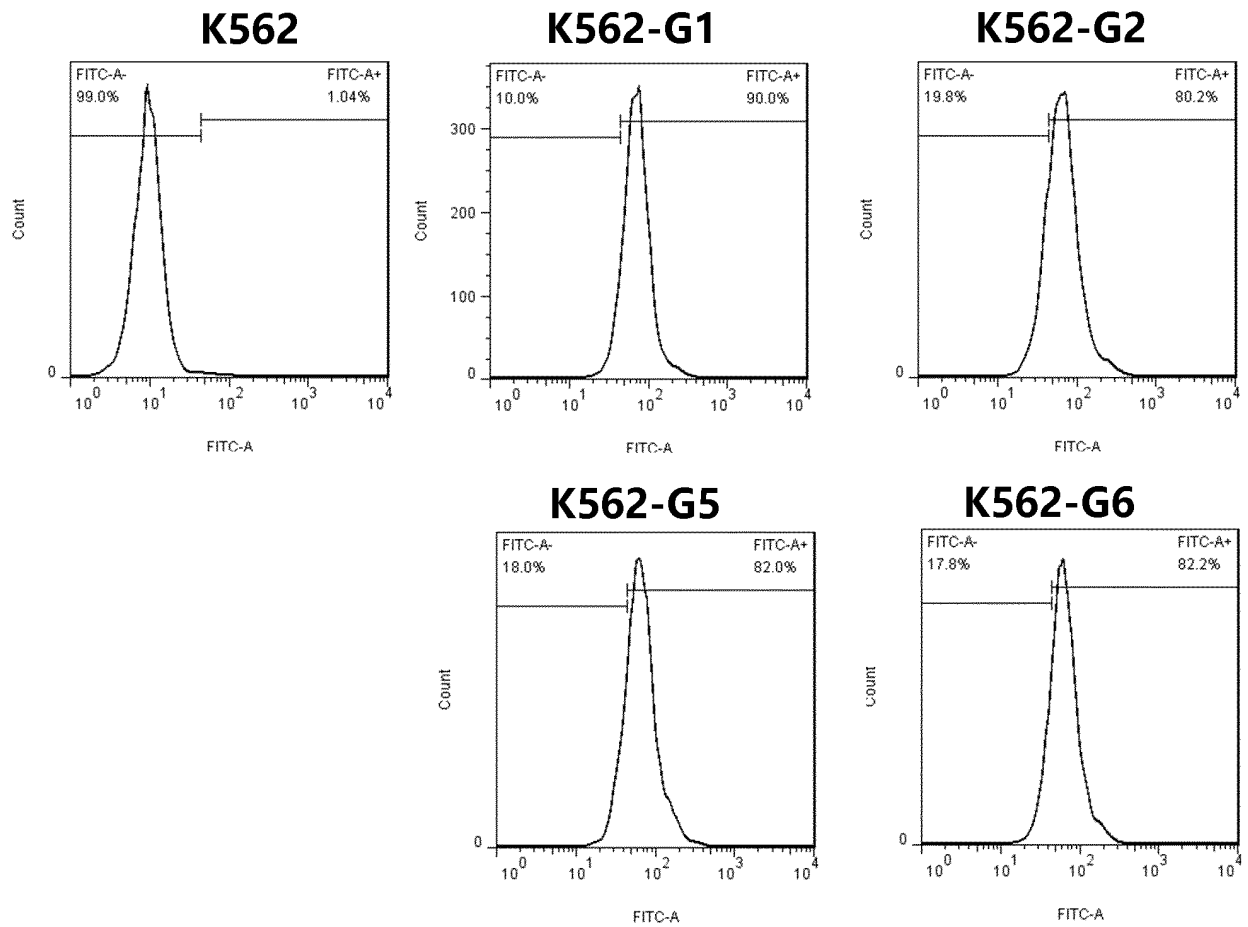 K562
FITC-A-
99.0%
FITC-A+
1.04%
Count
0
10^0 10^1 10^2 10^3 10^4
FITC-A
K562-G1
FITC-A-
10.0%
FITC-A+
90.0%
Count
300
200
100
0
10^0 10^1 10^2 10^3 10^4
FITC-A
K562-G2
FITC-A-
19.8%
FITC-A+
80.2%
Count
0
10^0 10^1 10^2 10^3 10^4
FITC-A
K562-G5
FITC-A-
18.0%
FITC-A+
82.0%
Count
0
10^0 10^1 10^2 10^3 10^4
FITC-A
K562-G6
FITC-A-
17.8%
FITC-A+
82.2%
Count
0
10^0 10^1 10^2 10^3 10^4
FITC-A